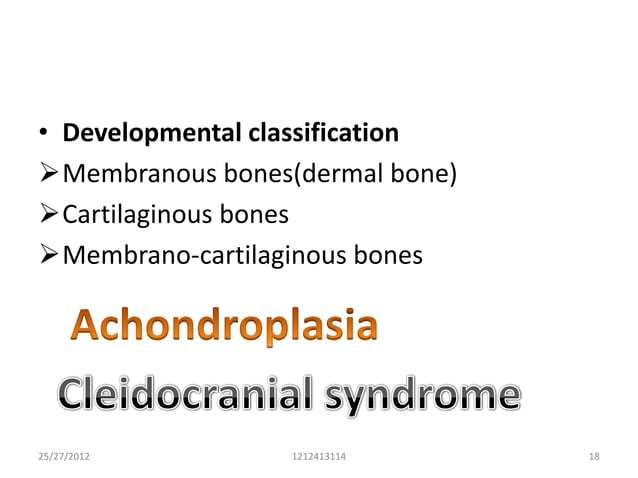 • Developmental classification
➢Membranous bones(dermal bone)
➢Cartilaginous bones
➢Membrano-cartilaginous bones
Achondroplasia
Cleidocranial syndrome
25/27/2012 1212413114 18